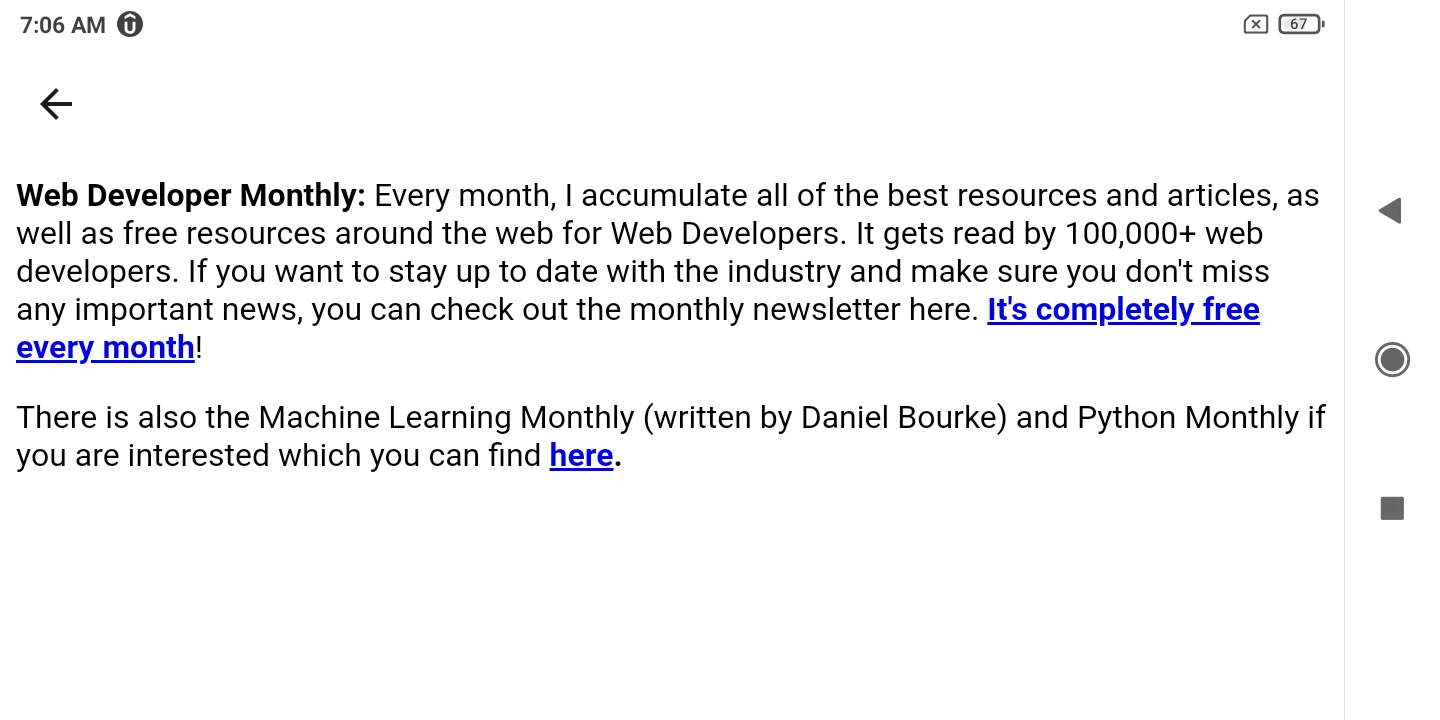 7:06 AM
67
Web Developer Monthly: Every month, I accumulate all of the best resources and articles, as
well as free resources around the web for Web Developers. It gets read by 100,000+ web
developers. If you want to stay up to date with the industry and make sure you don't miss
any important news, you can check out the monthly newsletter here. It's completely free
every month!
There is also the Machine Learning Monthly (written by Daniel Bourke) and Python Monthly if
you are interested which you can find here.